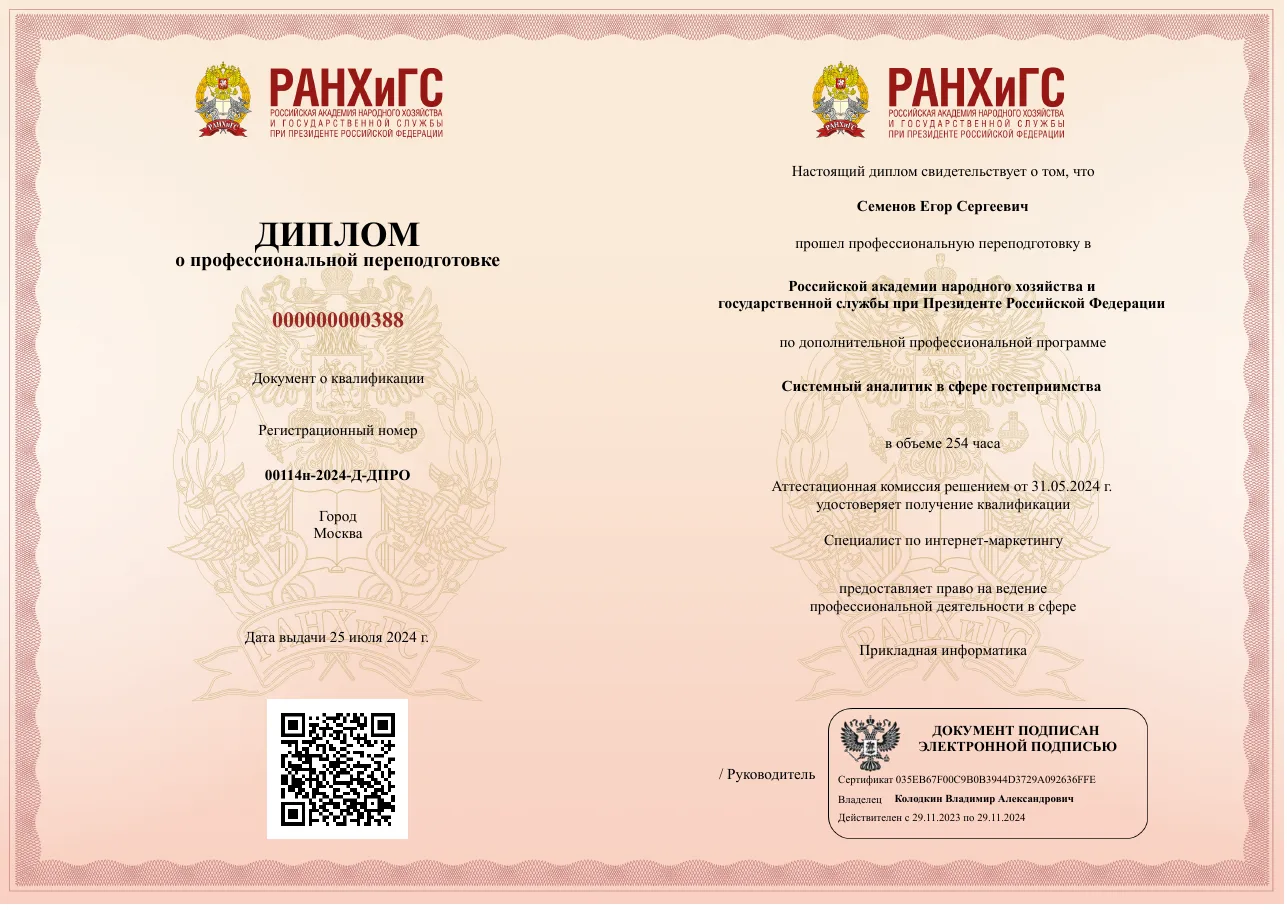 РАНХиГС
РОССИЙСКАЯ АКАДЕМИЯ НАРОДНОГО ХОЗЯЙСТВА
И ГОСУДАРСТВЕННОЙ СЛУЖБЫ
ПРИ ПРЕЗИДЕНТЕ РОССИЙСКОЙ ФЕДЕРАЦИИ
РАНХиГС
ДИПЛОМ
о профессиональной переподготовке
000000000388
Документ о квалификации
Регистрационный номер
00114н-2024-Д-ДПРО
Город
Москва
РАНХиГС
Дата выдачи 25 июля 2024 г.
РАНХиГС
РОССИЙСКАЯ АКАДЕМИЯ НАРОДНОГО ХОЗЯЙСТВА
И ГОСУДАРСТВЕННОЙ СЛУЖБЫ
ПРИ ПРЕЗИДЕНТЕ РОССИЙСКОЙ ФЕДЕРАЦИИ
РАНХиГС
Настоящий диплом свидетельствует о том, что
Семенов Егор Сергеевич
прошел профессиональную переподготовку в
Российской академии народного хозяйства и
государственной службы при Президенте Российской Федерации
по дополнительной профессиональной программе
Системный аналитик в сфере гостеприимства
в объеме 254 часа
Аттестационная комиссия решением от 31.05.2024 г.
удостоверяет получение квалификации
Специалист по интернет-маркетингу
предоставляет право на ведение
профессиональной деятельности в сфере
РАНХиГС
Прикладная информатика
/ Руководитель
ДОКУМЕНТ ПОДПИСАН
ЭЛЕКТРОННОЙ ПОДПИСЬЮ
Сертификат 035EB67F00C9B0B3944D3729A092636FFE
Владелец Колодкин Владимир Александрович
Действителен с 29.11.2023 по 29.11.2024